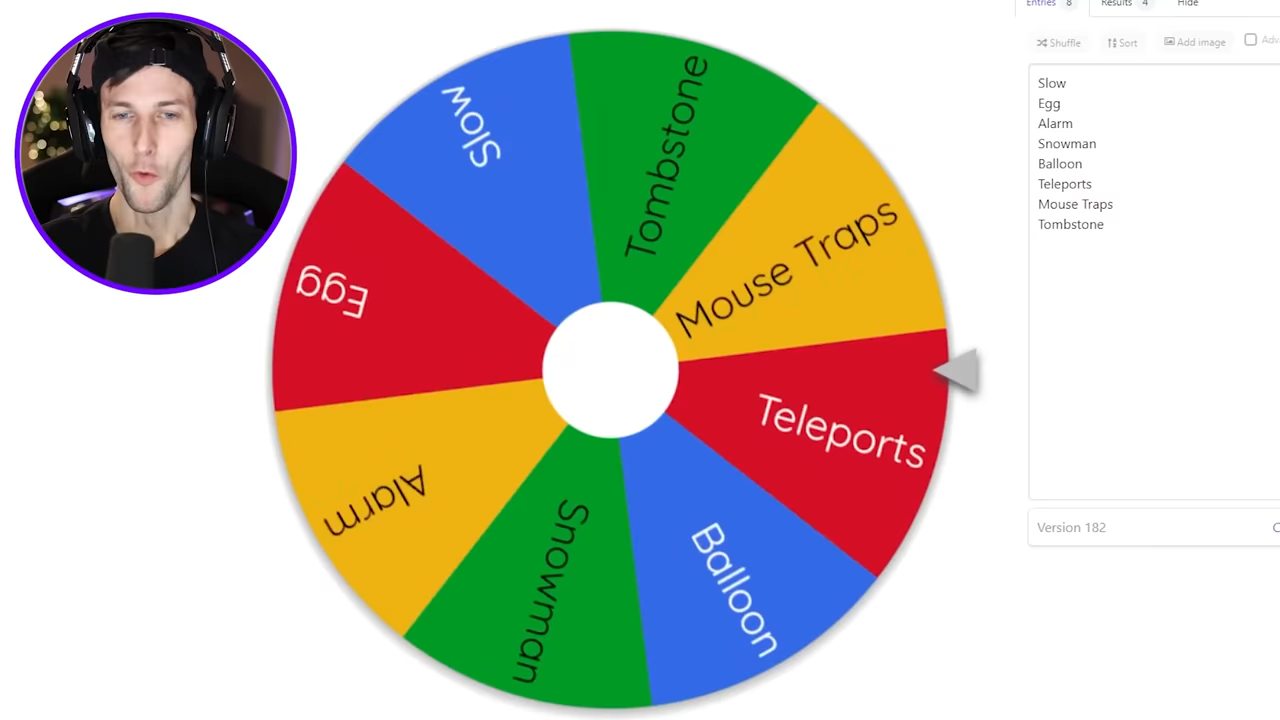 Entries 8 Results 4 Hide
Shuffle Sort Add image
Slow
Egg
Alarm
Snowman
Balloon
Teleports
Mouse Traps
Tombstone
Version 182
Tombstone
Mouse Traps
Teleports
Balloon
Snowman
Alarm
Egg
Slow